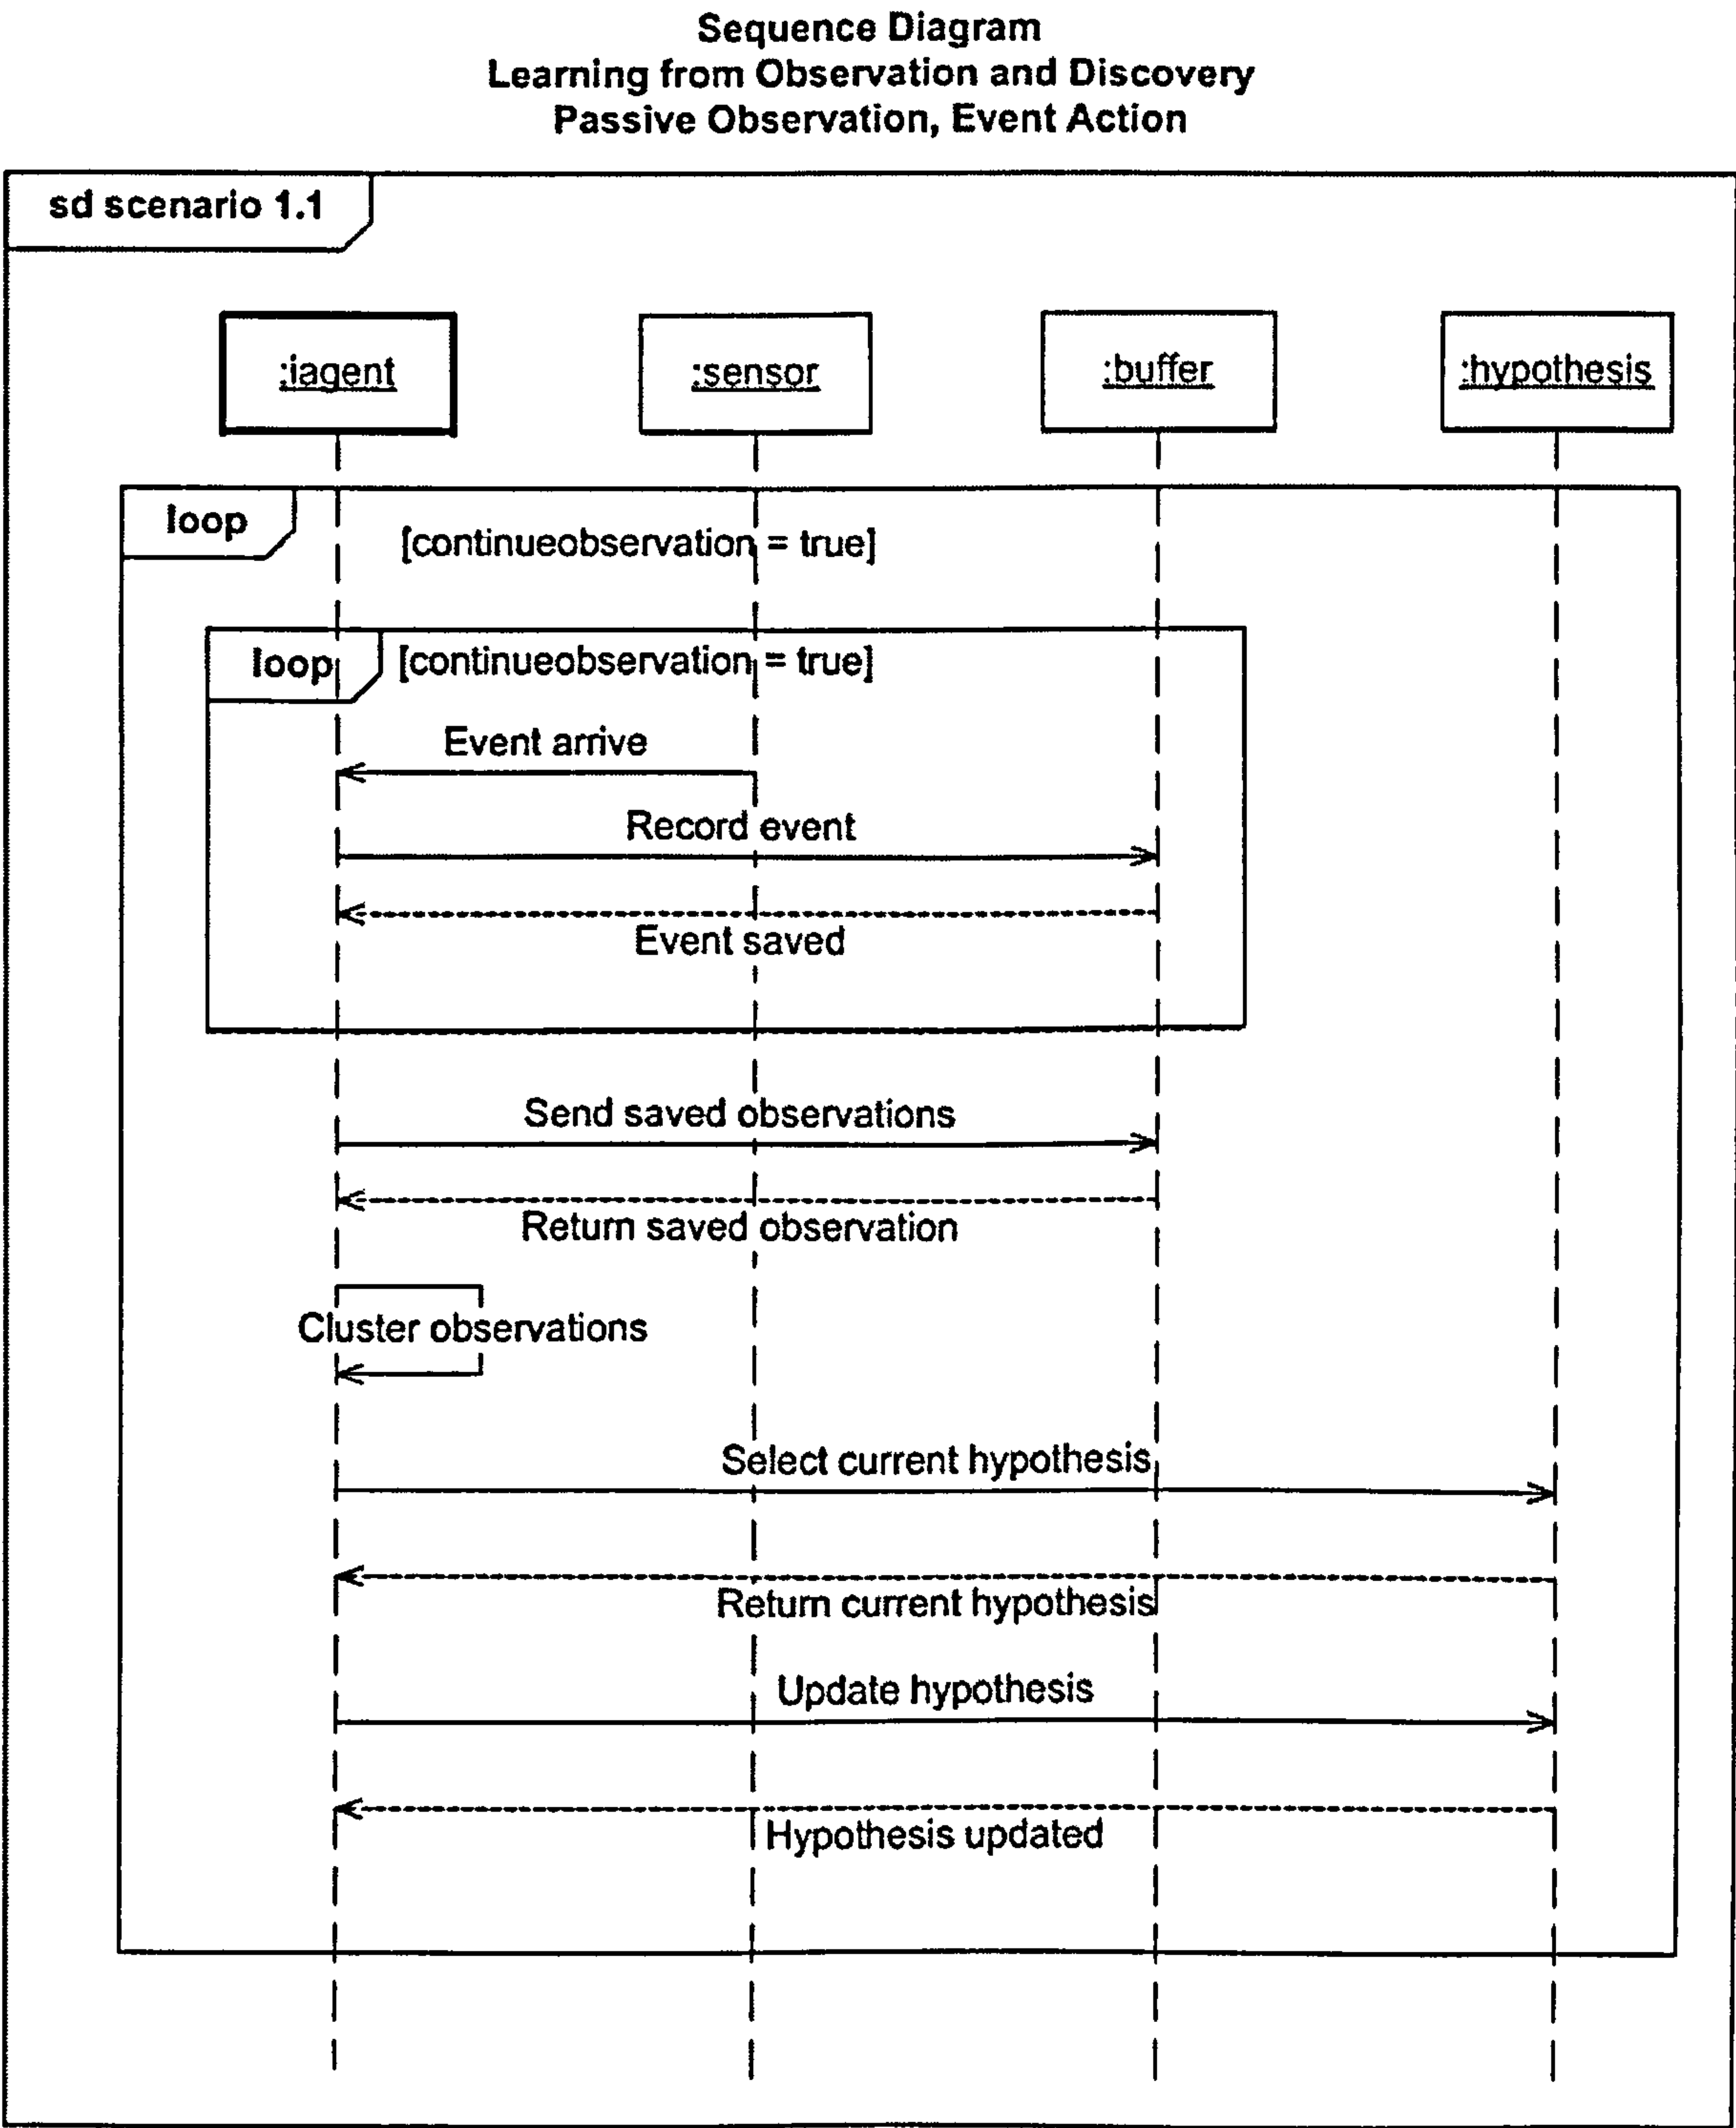 Sequence Diagram
Learning from Observation and Discovery
Passive Observation, Event Action
sd scenario 1.1
:iagent
:sensor
:buffer
:hypothesis
loop
[continueobservation = true]
loop
[continueobservation = true]
Event arrive
Record event
Event saved
Send saved observations
Return saved observation
Cluster observations
Select current hypothesis
Return current hypothesis
Update hypothesis
Hypothesis updated